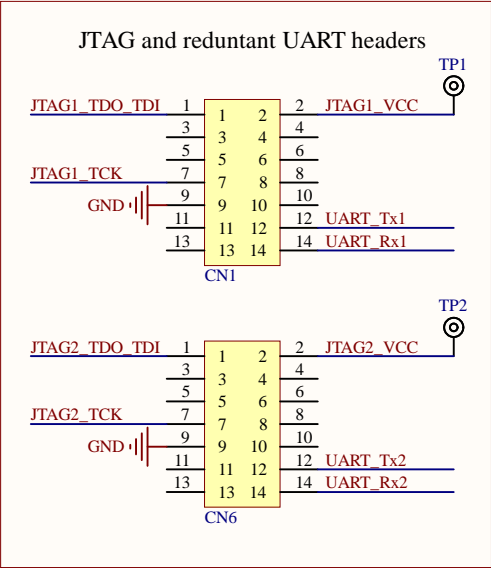 JTAG and reduntant UART headers
TP1
JTAG1_TDO_TDI 1 1 2 2 JTAG1_VCC
3 3 4 4
5 5 6 6
JTAG1_TCK 7 7 8 8
GND 9 9 10 10
11 11 12 12 UART_Tx1
13 13 14 14 UART_Rx1
CN1
TP2
JTAG2_TDO_TDI 1 1 2 2 JTAG2_VCC
3 3 4 4
5 5 6 6
JTAG2_TCK 7 7 8 8
GND 9 9 10 10
11 11 12 12 UART_Tx2
13 13 14 14 UART_Rx2
CN6